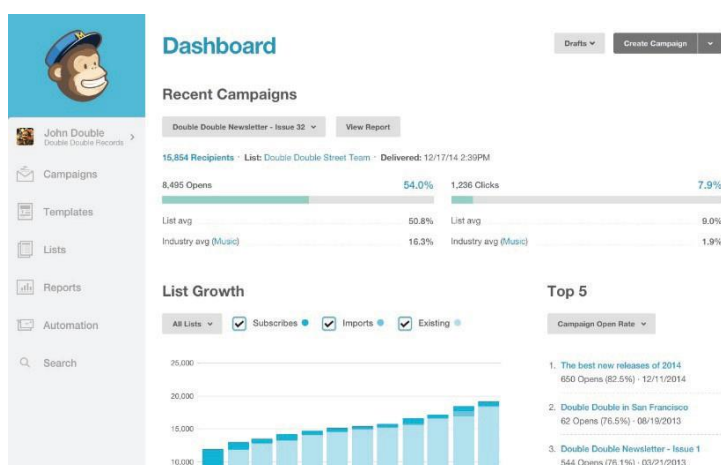 Dashboard
Drafts
Create Campaign
John Double
Double Double Records
Campaigns
Templates
Lists
Reports
Automation
Search
Recent Campaigns
Double Double Newsletter - Issue 32
View Report
15,854 Recipients · List: Double Double Street Team · Delivered: 12/17/14 2:39PM
8,495 Opens 54.0%
List avg 50.8%
Industry avg (Music) 16.3%
1,236 Clicks 7.9%
List avg 9.0%
Industry avg (Music) 1.9%
List Growth
All Lists
Subscribes
Imports
Existing
25,000
20,000
15,000
10,000
Top 5
Campaign Open Rate
1. The best new releases of 2014
650 Opens (82.5%) · 12/11/2014
2. Double Double in San Francisco
62 Opens (76.5%) · 08/19/2013
3. Double Double Newsletter - Issue 1
544 Opens (76.1%) · 03/21/2013